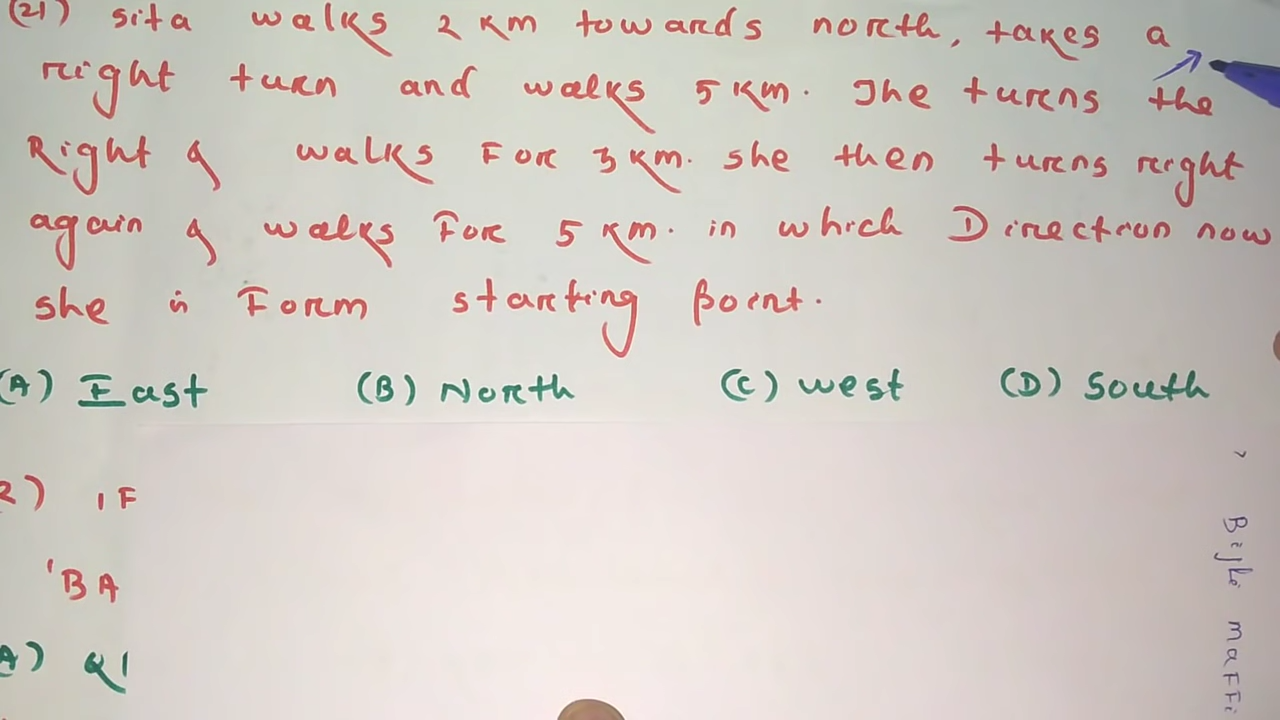 (21) sita walks 2 KM towards north, takes a
right turn and walks 5 KM. The turns the
Right & walks For 3 KM. she then turns right
again & walks For 5 KM. in which Direction now
she is Form starting point.
(A) East (B) North (C) west (D) South
2) IF
'BA
A) QI